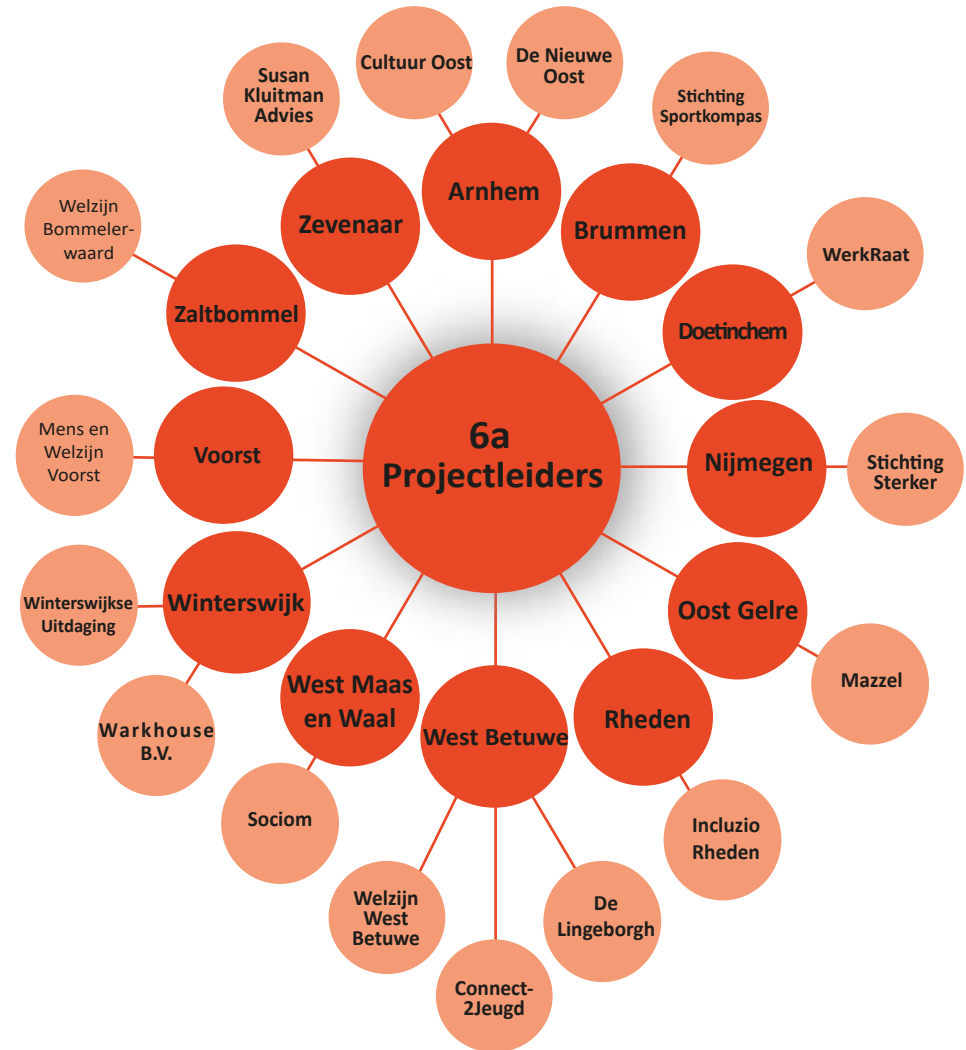 6a
Projectleiders
Arnhem
Cultuur Oost
De Nieuwe
Oost
Brummen
Stichting
Sportkompas
Doetinchem
WerkRaat
Nijmegen
Stichting
Sterker
Oost Gelre
Mazzel
Rheden
Incluzio
Rheden
West Betuwe
De
Lingeborgh
Connect-
2Jeugd
Welzijn
West
Betuwe
West Maas
en Waal
Sociom
Winterswijk
Warkhouse
B.V.
Winterswijkse
Uitdaging
Voorst
Mens en
Welzijn
Voorst
Zaltbommel
Welzijn
Bommeler-
waard
Zevenaar
Susan
Kluitman
Advies